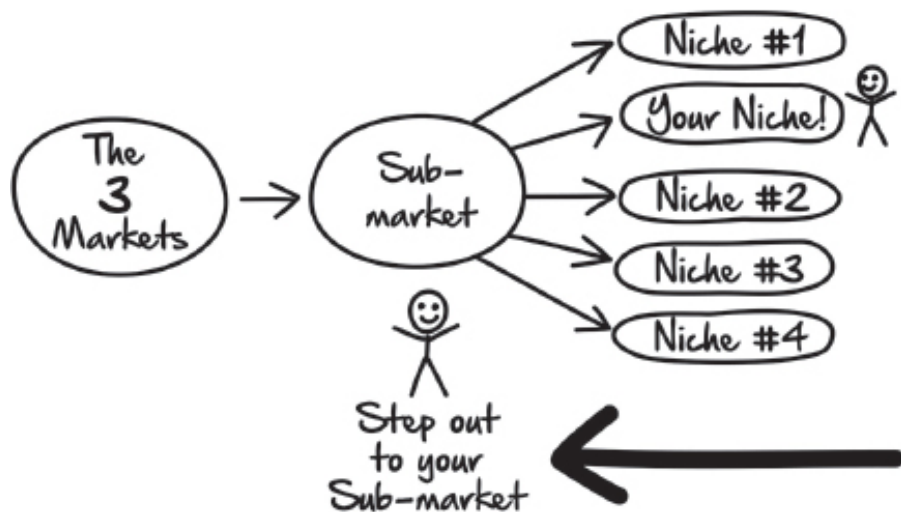 The
3
Markets
Sub-
market
Niche #1
Your Niche!
Niche #2
Niche #3
Niche #4
Step out
to your
Sub-market